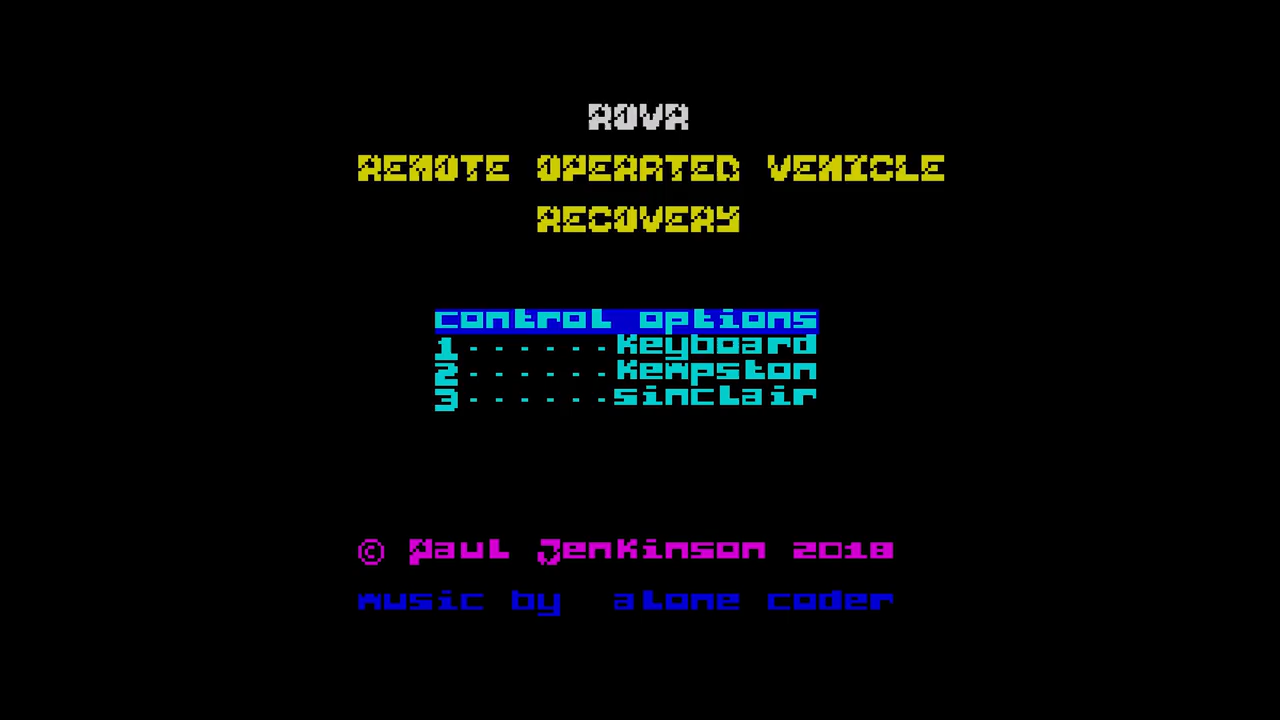 ROVR
REMOTE OPERATED VEHICLE
RECOVERY
control options
1------Keyboard
2------Kempston
3------sinclair
© Paul Jenkinson 2018
music by alone coder